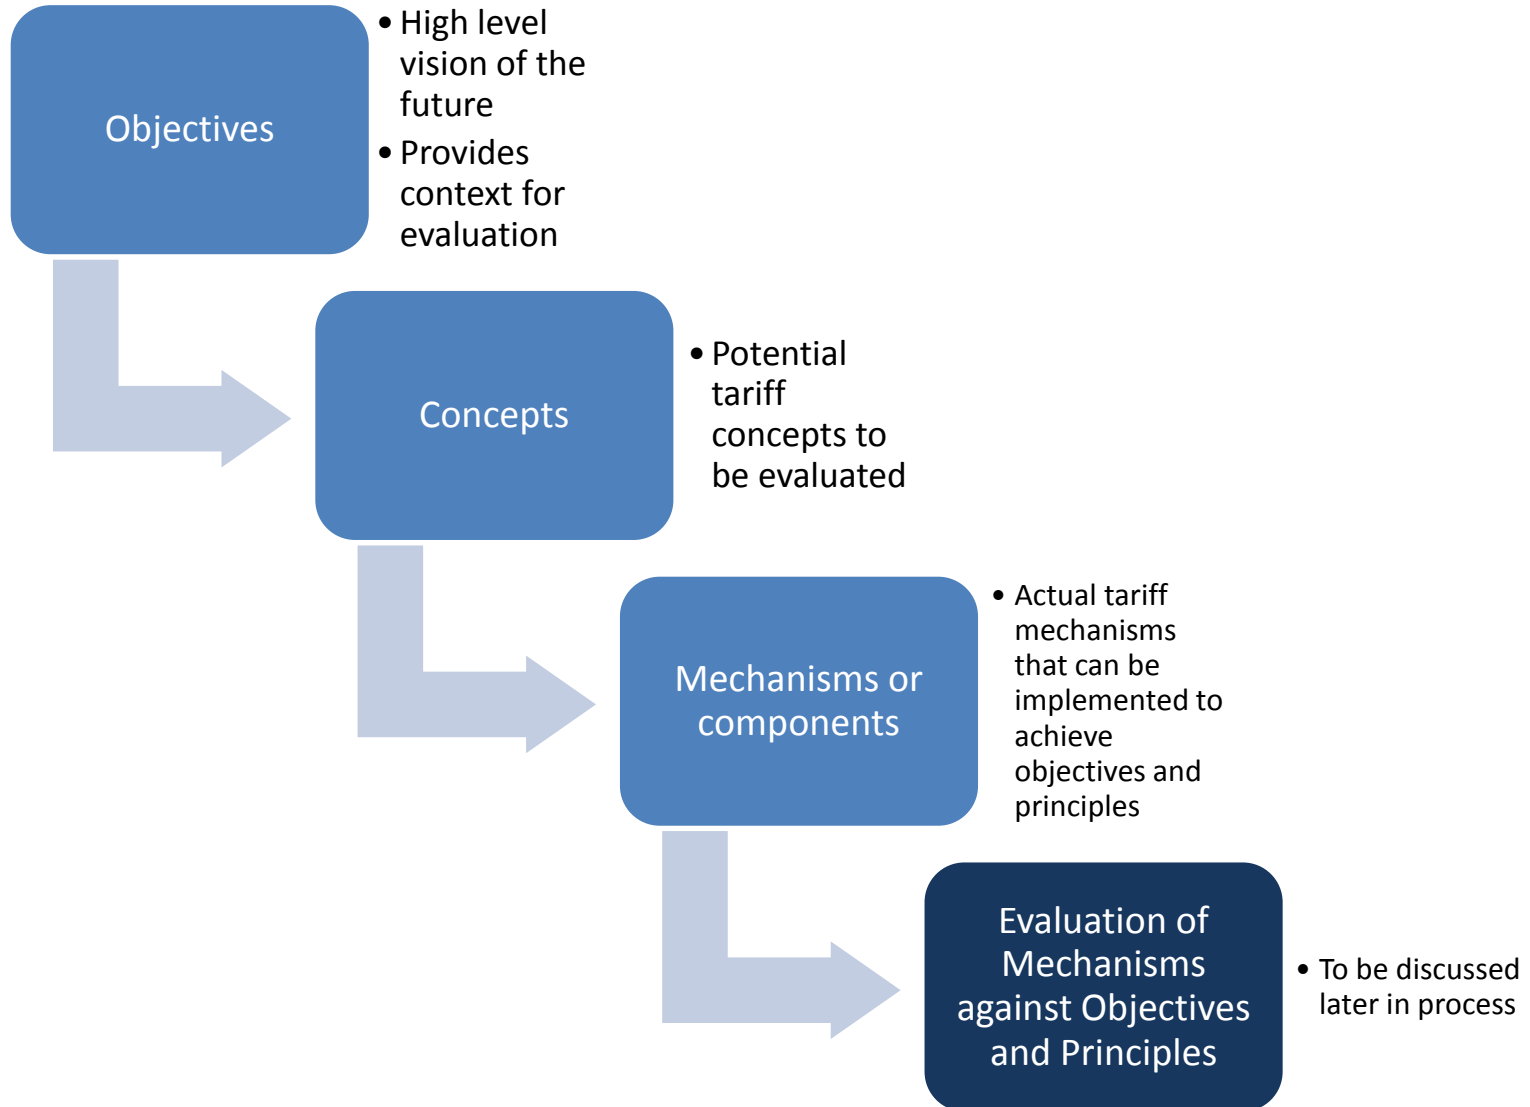 Objectives
• High level
vision of the
future
• Provides
context for
evaluation
Concepts
• Potential
tariff
concepts to
be evaluated
Mechanisms or
components
• Actual tariff
mechanisms
that can be
implemented to
achieve
objectives and
principles
Evaluation of
Mechanisms
against Objectives
and Principles
• To be discussed
later in process